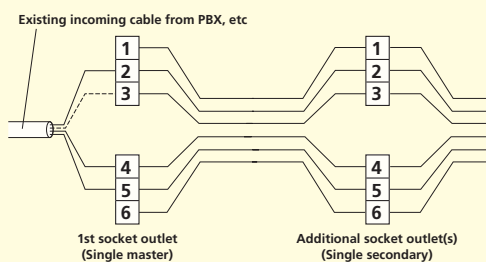 Existing incoming cable from PBX, etc
1
2
3
4
5
6
1
2
3
4
5
6
1st socket outlet
(Single master)
Additional socket outlet(s)
(Single secondary)